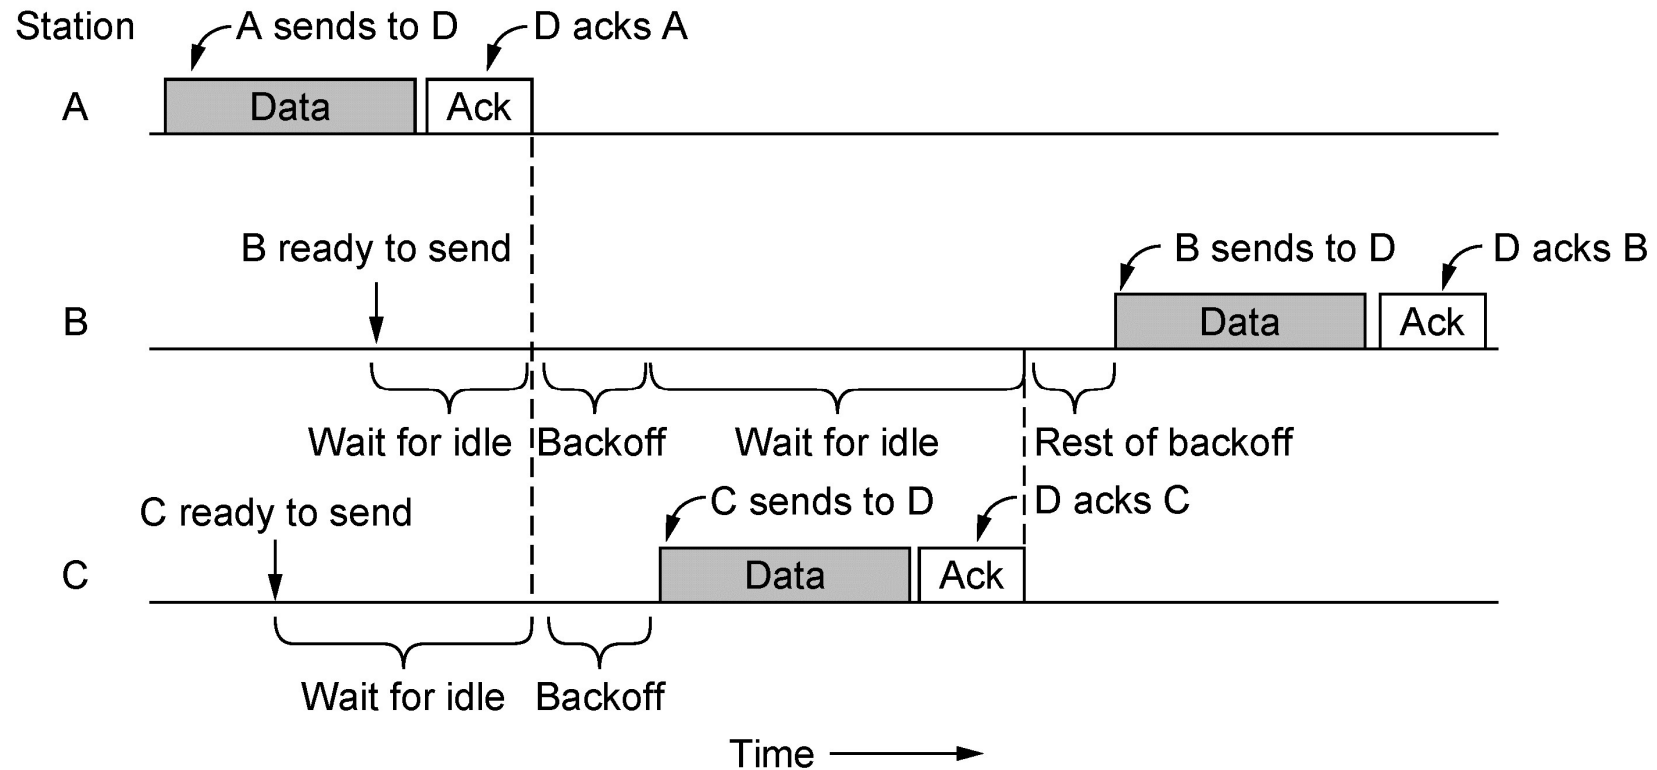 Station
A sends to D
D acks A
A
Data
Ack
B ready to send
B sends to D
D acks B
B
Data
Ack
Wait for idle
Backoff
Wait for idle
Rest of backoff
C ready to send
C sends to D
D acks C
C
Data
Ack
Wait for idle
Backoff
Time